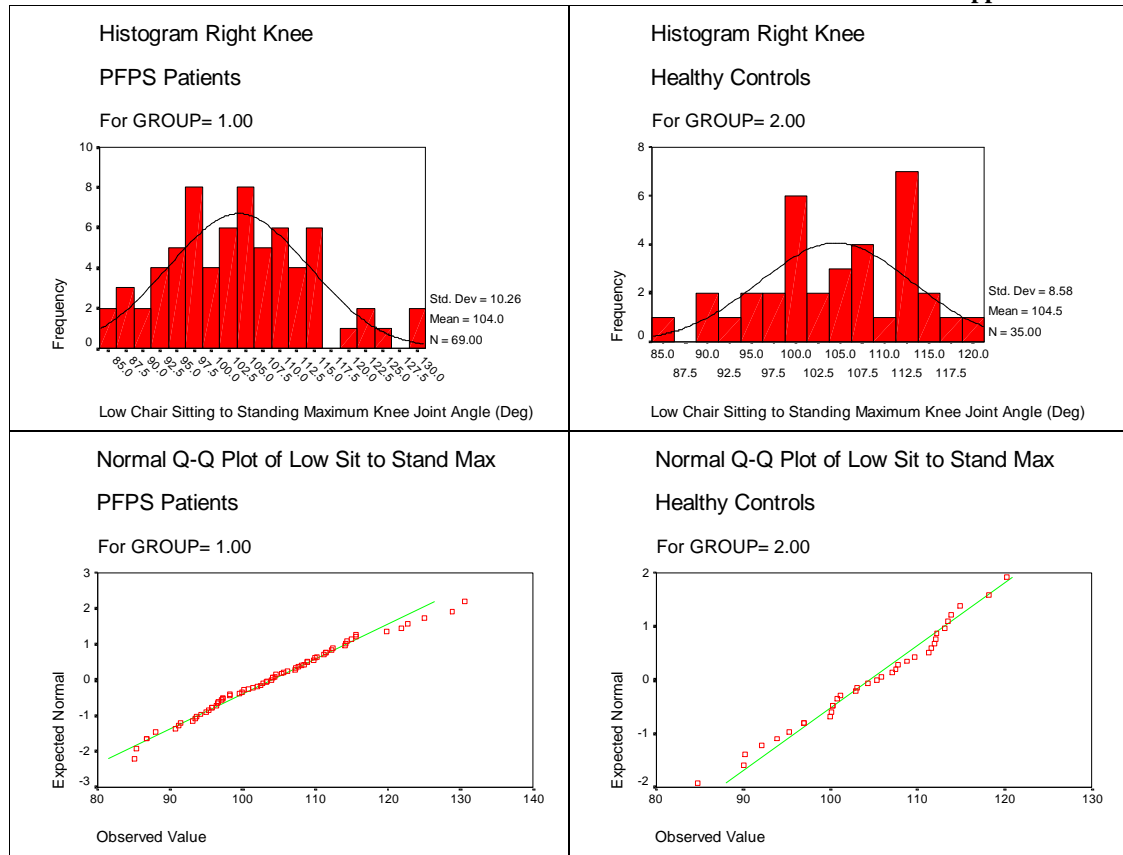 Histogram Right Knee
PFPS Patients
For GROUP= 1.00
10
8
6
4
2
0
Frequency
Std. Dev = 10.26
Mean = 104.0
N = 69.00
85.0
87.5
90.0
92.5
95.0
97.5
100.0
102.5
105.0
107.5
110.0
112.5
115.0
117.5
120.0
122.5
125.0
127.5
130.0
Low Chair Sitting to Standing Maximum Knee Joint Angle (Deg)
Histogram Right Knee
Healthy Controls
For GROUP= 2.00
8
6
4
2
0
Frequency
Std. Dev = 8.58
Mean = 104.5
N = 35.00
85.0 90.0 95.0 100.0 105.0 110.0 115.0 120.0
87.5 92.5 97.5 102.5 107.5 112.5 117.5
Low Chair Sitting to Standing Maximum Knee Joint Angle (Deg)
Normal Q-Q Plot of Low Sit to Stand Max
PFPS Patients
For GROUP= 1.00
3
2
1
0
-1
-2
-3
Expected Normal
80 90 100 110 120 130 140
Observed Value
Normal Q-Q Plot of Low Sit to Stand Max
Healthy Controls
For GROUP= 2.00
2
1
0
-1
-2
Expected Normal
80 90 100 110 120 130
Observed Value